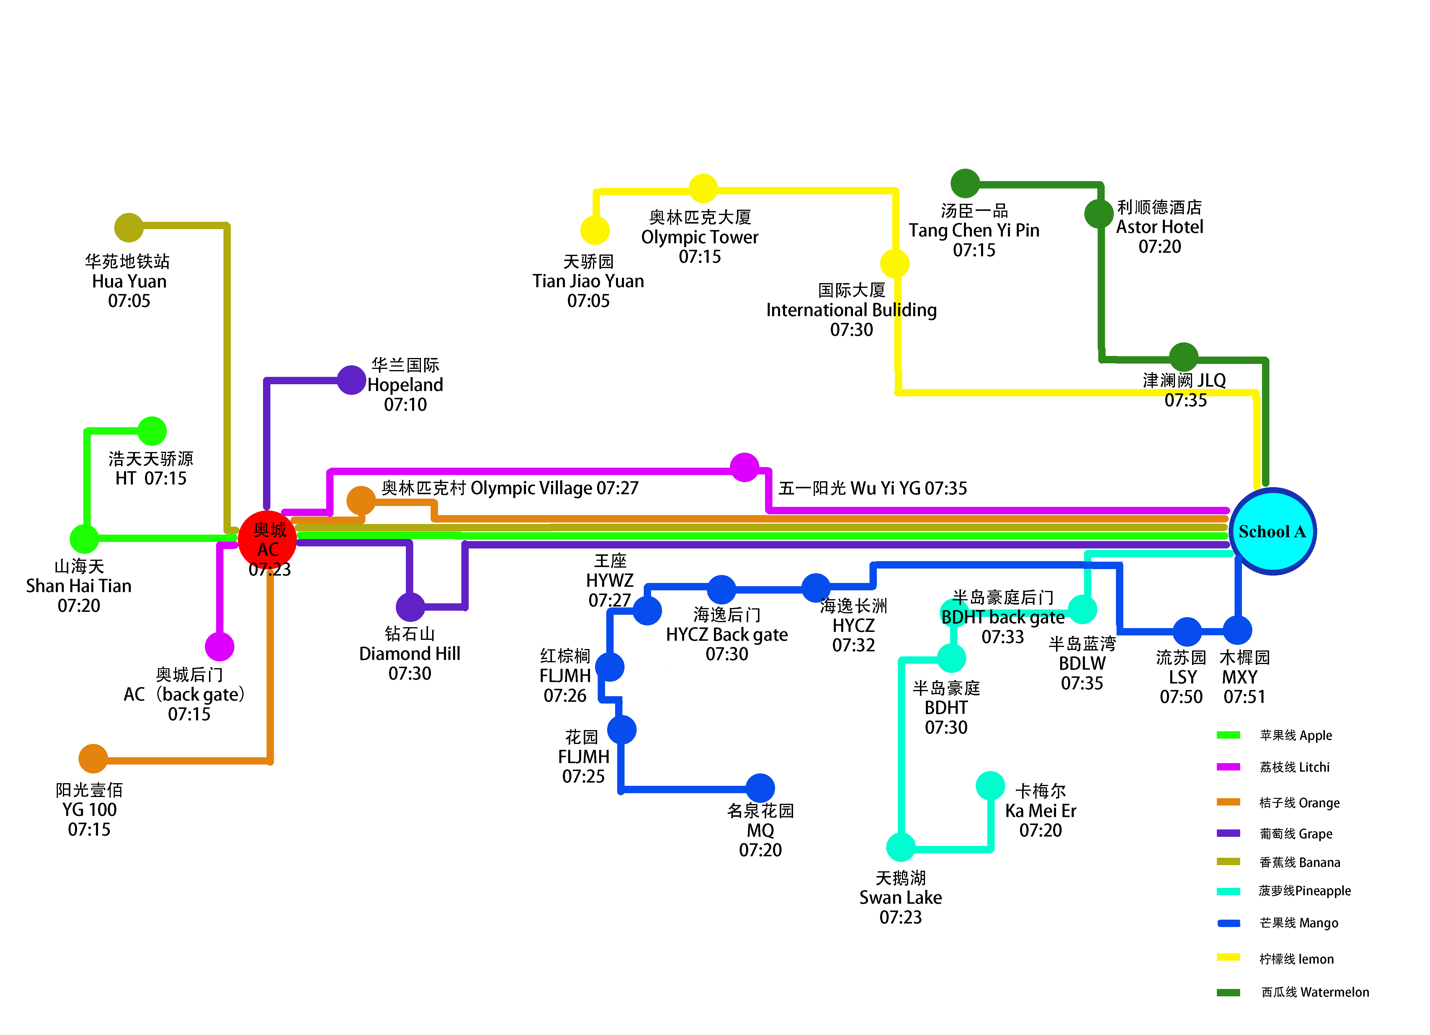 汤臣一品
Tang Chen Yi Pin
07:15
利顺德酒店
Astor Hotel
07:20
奥林匹克大厦
Olympic Tower
07:15
华苑地铁站
Hua Yuan
07:05
天骄园
Tian Jiao Yuan
07:05
国际大厦
International Buliding
07:30
华兰国际
Hopeland
07:10
津澜阙 JLQ
07:35
浩天天骄源
HT 07:15
奥林匹克村 Olympic Village 07:27
五一阳光 Wu Yi YG 07:35
奥城
AC
07:23
School A
山海天
Shan Hai Tian
07:20
王座
HYWZ
07:27
海逸后门
HYCZ Back gate
07:30
海逸长洲
HYCZ
07:32
半岛豪庭后门
BDHT back gate
07:33
半岛蓝湾
BDLW
07:35
流苏园
LSY
07:50
木樨园
MXY
07:51
钻石山
Diamond Hill
07:30
红棕榈
FLJMH
07:26
奥城后门
AC（back gate）
07:15
半岛豪庭
BDHT
07:30
花园
FLJMH
07:25
阳光壹佰
YG 100
07:15
名泉花园
MQ
07:20
卡梅尔
Ka Mei Er
07:20
天鹅湖
Swan Lake
07:23
苹果线 Apple
荔枝线 Litchi
桔子线 Orange
葡萄线 Grape
香蕉线 Banana
菠萝线Pineapple
芒果线 Mango
柠檬线 lemon
西瓜线 Watermelon